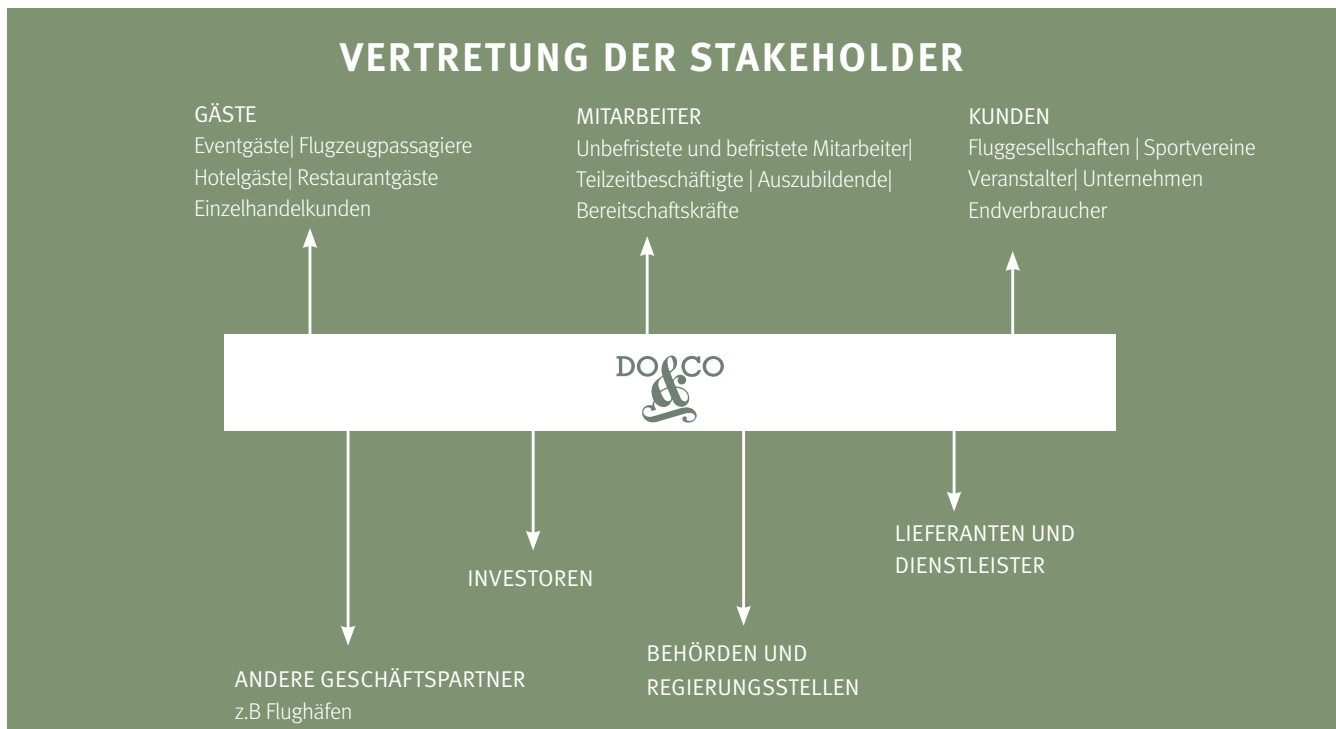 VERTRETUNG DER STAKEHOLDER
GÄSTE
Eventgäste| Flugzeugpassagiere
Hotelgäste| Restaurantgäste
Einzelhandelkunden
MITARBEITER
Unbefristete und befristete Mitarbeiter|
Teilzeitbeschäftigte | Auszubildende|
Bereitschaftskräfte
KUNDEN
Fluggesellschaften | Sportvereine
Veranstalter| Unternehmen
Endverbraucher
DO&CO
LIEFERANTEN UND
DIENSTLEISTER
INVESTOREN
BEHÖRDEN UND
REGIERUNGSSTELLEN
ANDERE GESCHÄFTSPARTNER
z.B Flughäfen